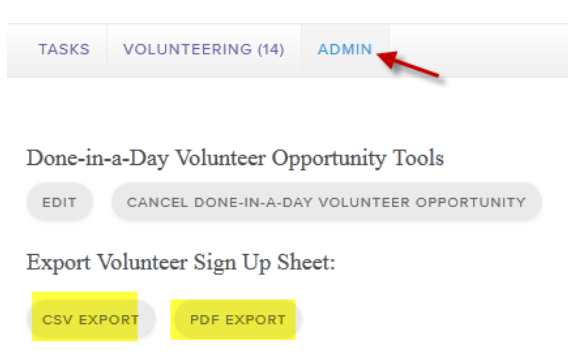 TASKS VOLUNTEERING (14) ADMIN
Done-in-a-Day Volunteer Opportunity Tools
EDIT CANCEL DONE-IN-A-DAY VOLUNTEER OPPORTUNITY
Export Volunteer Sign Up Sheet:
CSV EXPORT PDF EXPORT